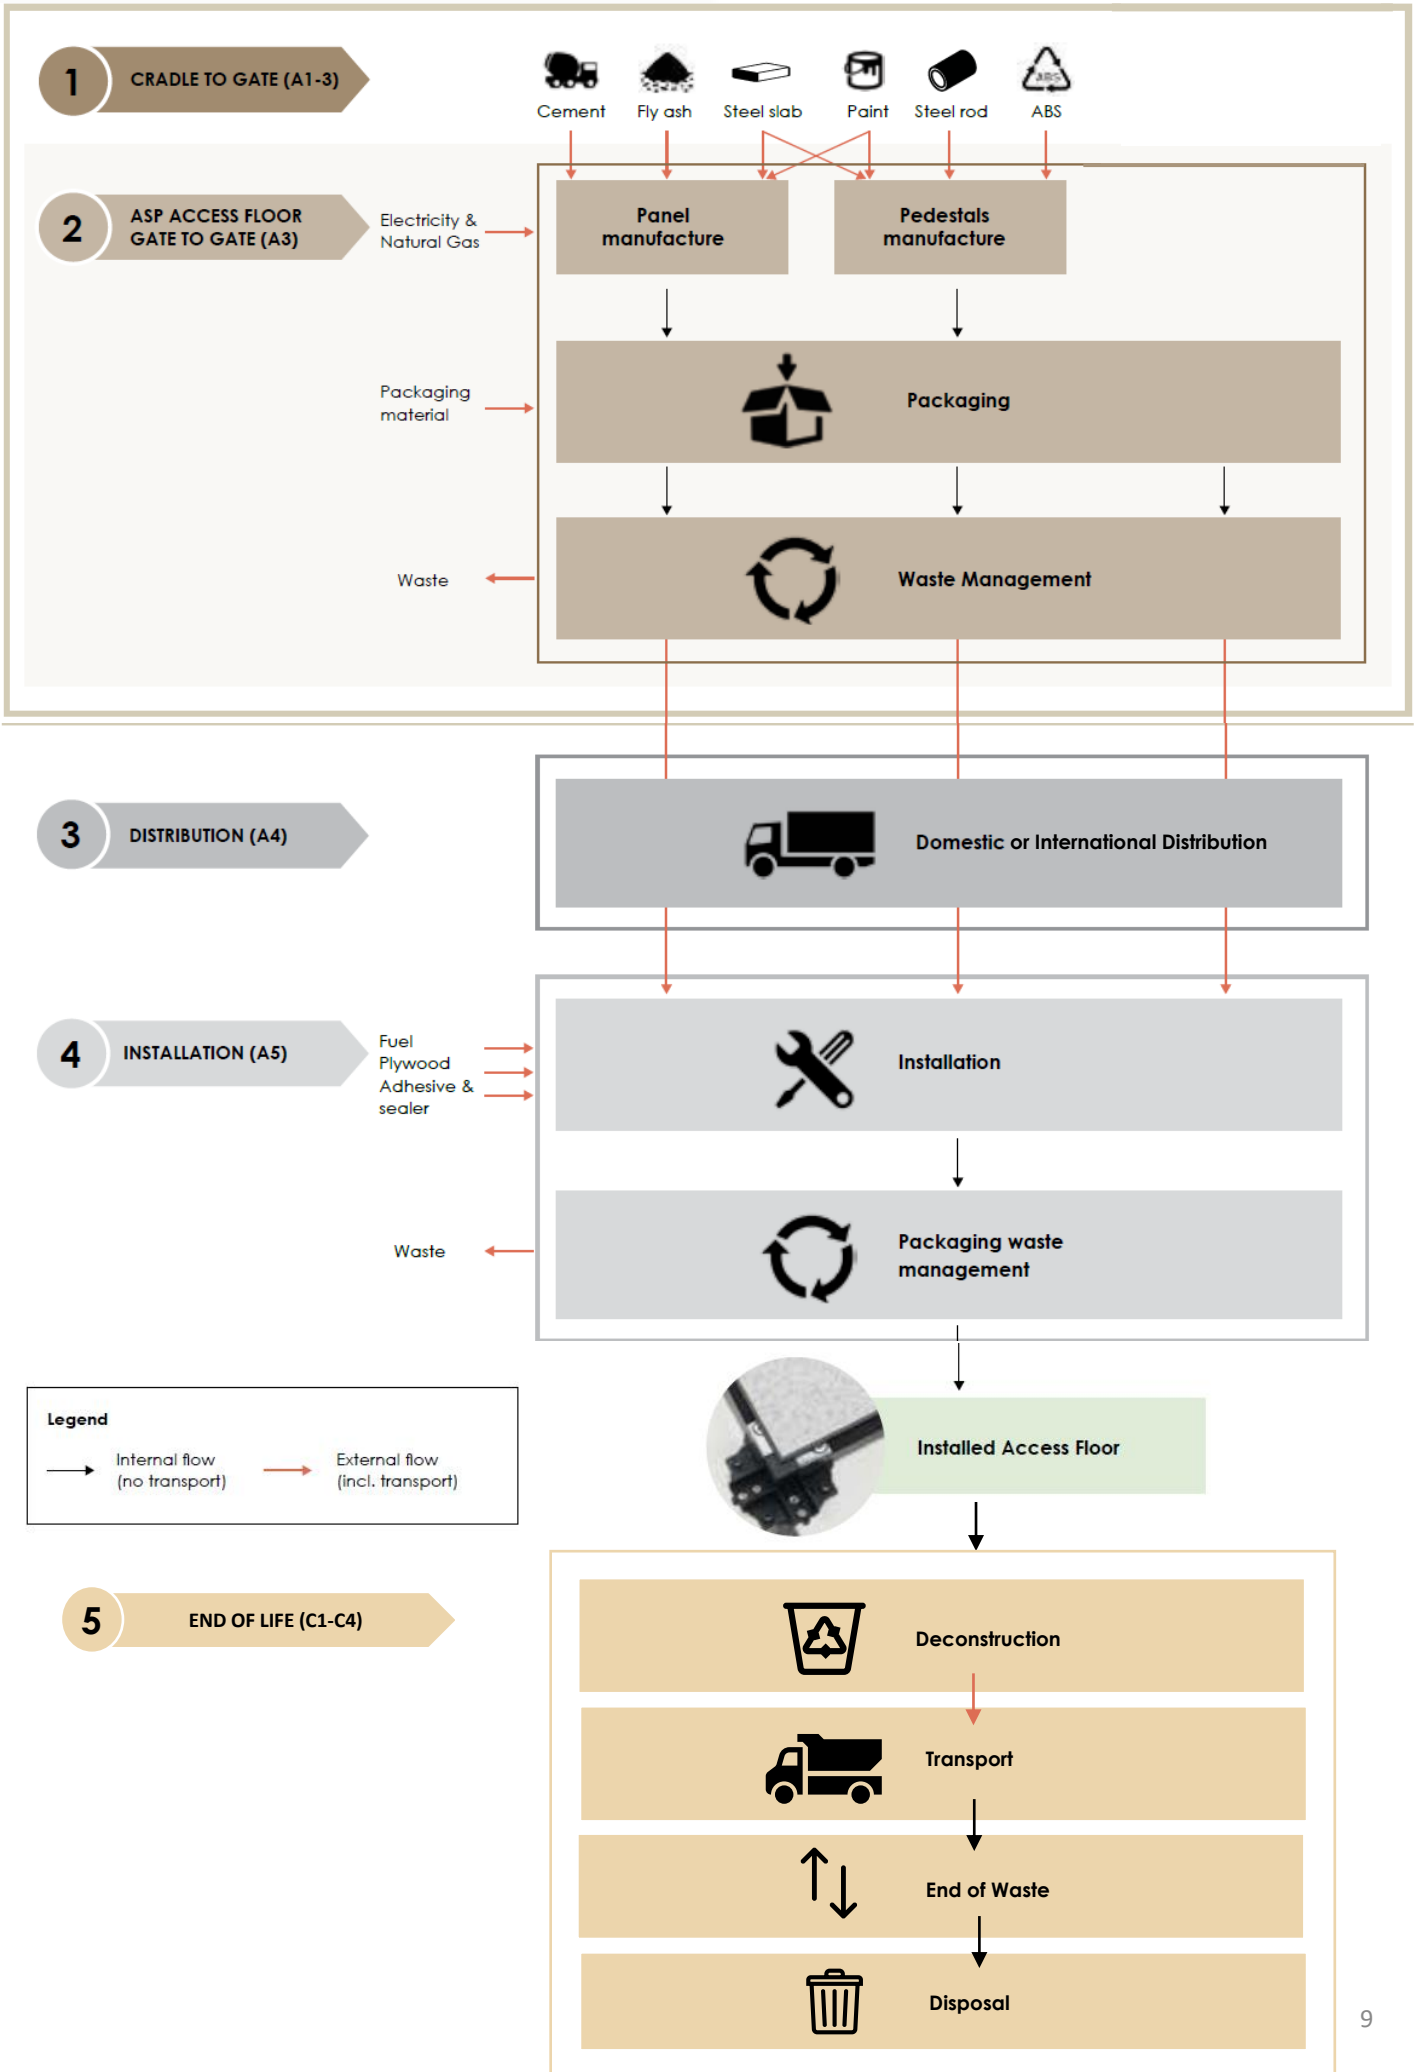 1
CRADLE TO GATE (A1-3)
Cement
Fly ash
Steel slab
Paint
Steel rod
ABS
ABS
2
ASP ACCESS FLOOR
GATE TO GATE (A3)
Electricity &
Natural Gas
Panel
manufacture
Pedestals
manufacture
Packaging
material
Packaging
Waste
Waste Management
3
DISTRIBUTION (A4)
Domestic or International Distribution
4
INSTALLATION (A5)
Fuel
Plywood
Adhesive &
sealer
Installation
Waste
Packaging waste
management
Legend
Internal flow
(no transport)
External flow
(incl. transport)
Installed Access Floor
5
END OF LIFE (C1-C4)
Deconstruction
Transport
End of Waste
Disposal
9